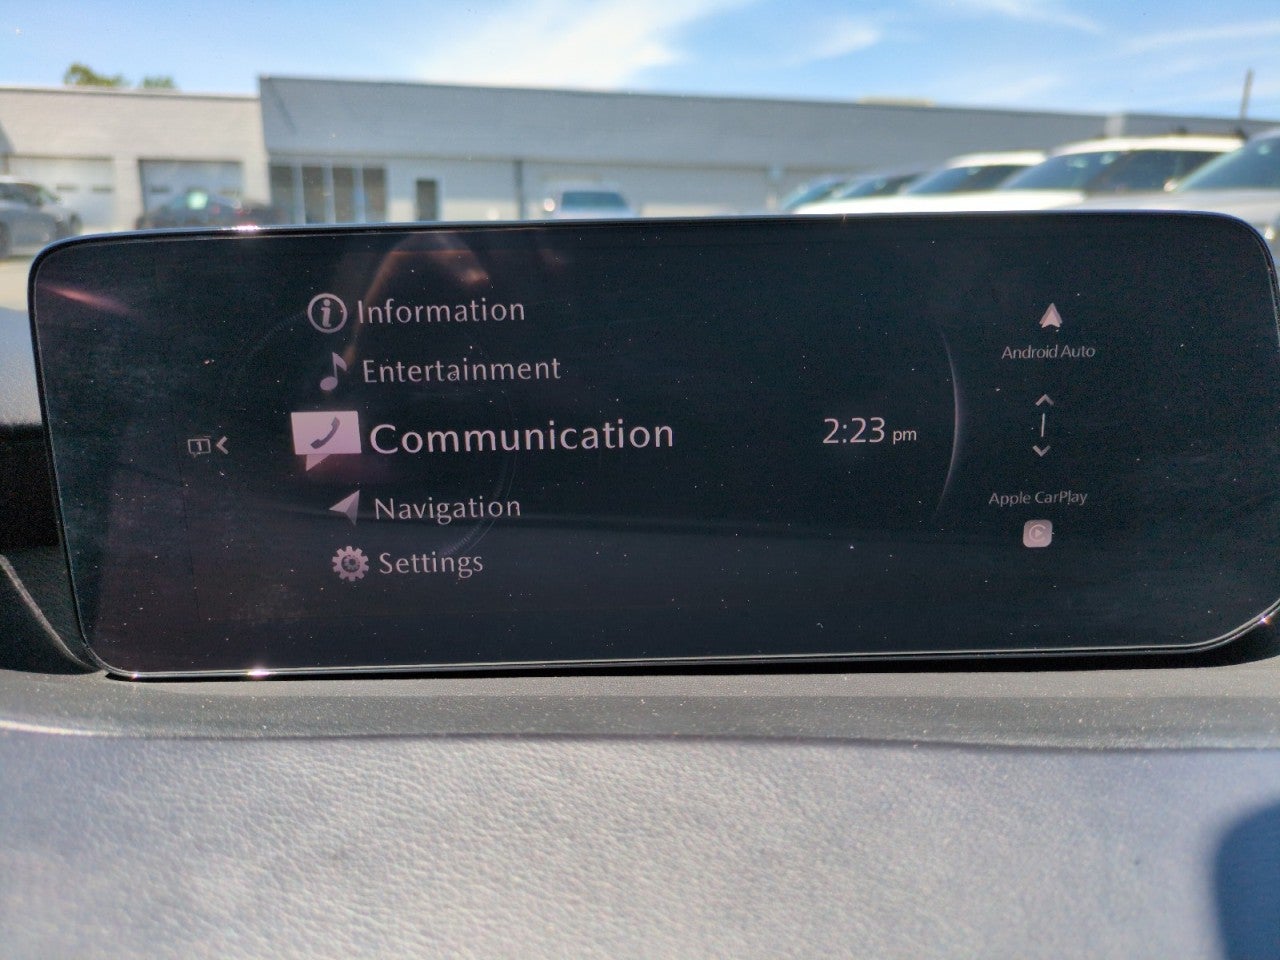 Information
Entertainment
Communication
Navigation
Settings
2:23 pm
Android Auto
Apple CarPlay